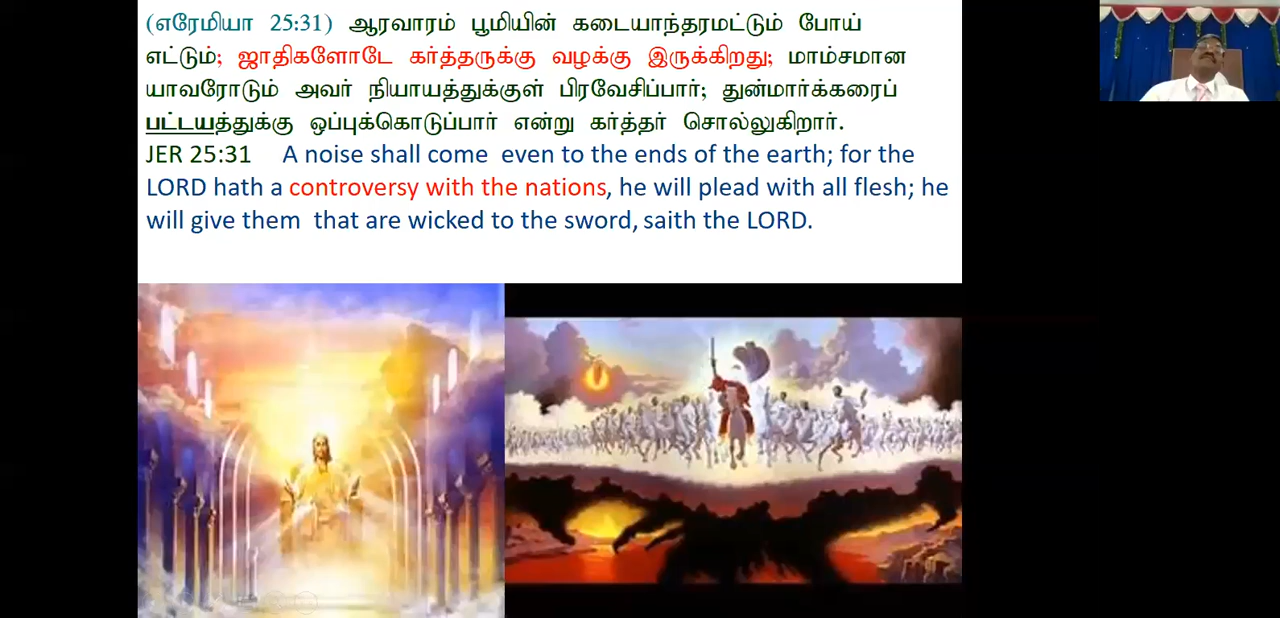 (எரேமியா 25:31) ஆரவாரம் பூமியின் கடையாந்தரமட்டும் போய்
எட்டும்; ஜாதிகளோடே கர்த்தருக்கு வழக்கு இருக்கிறது; மாம்சமான
யாவரோடும் அவர் நியாயத்துக்குள் பிரவேசிப்பார்; துன்மார்க்கரைப்
பட்டயத்துக்கு ஒப்புக்கொடுப்பார் என்று கர்த்தர் சொல்லுகிறார்.
JER 25:31 A noise shall come even to the ends of the earth; for the
LORD hath a controversy with the nations, he will plead with all flesh; he
will give them that are wicked to the sword, saith the LORD.